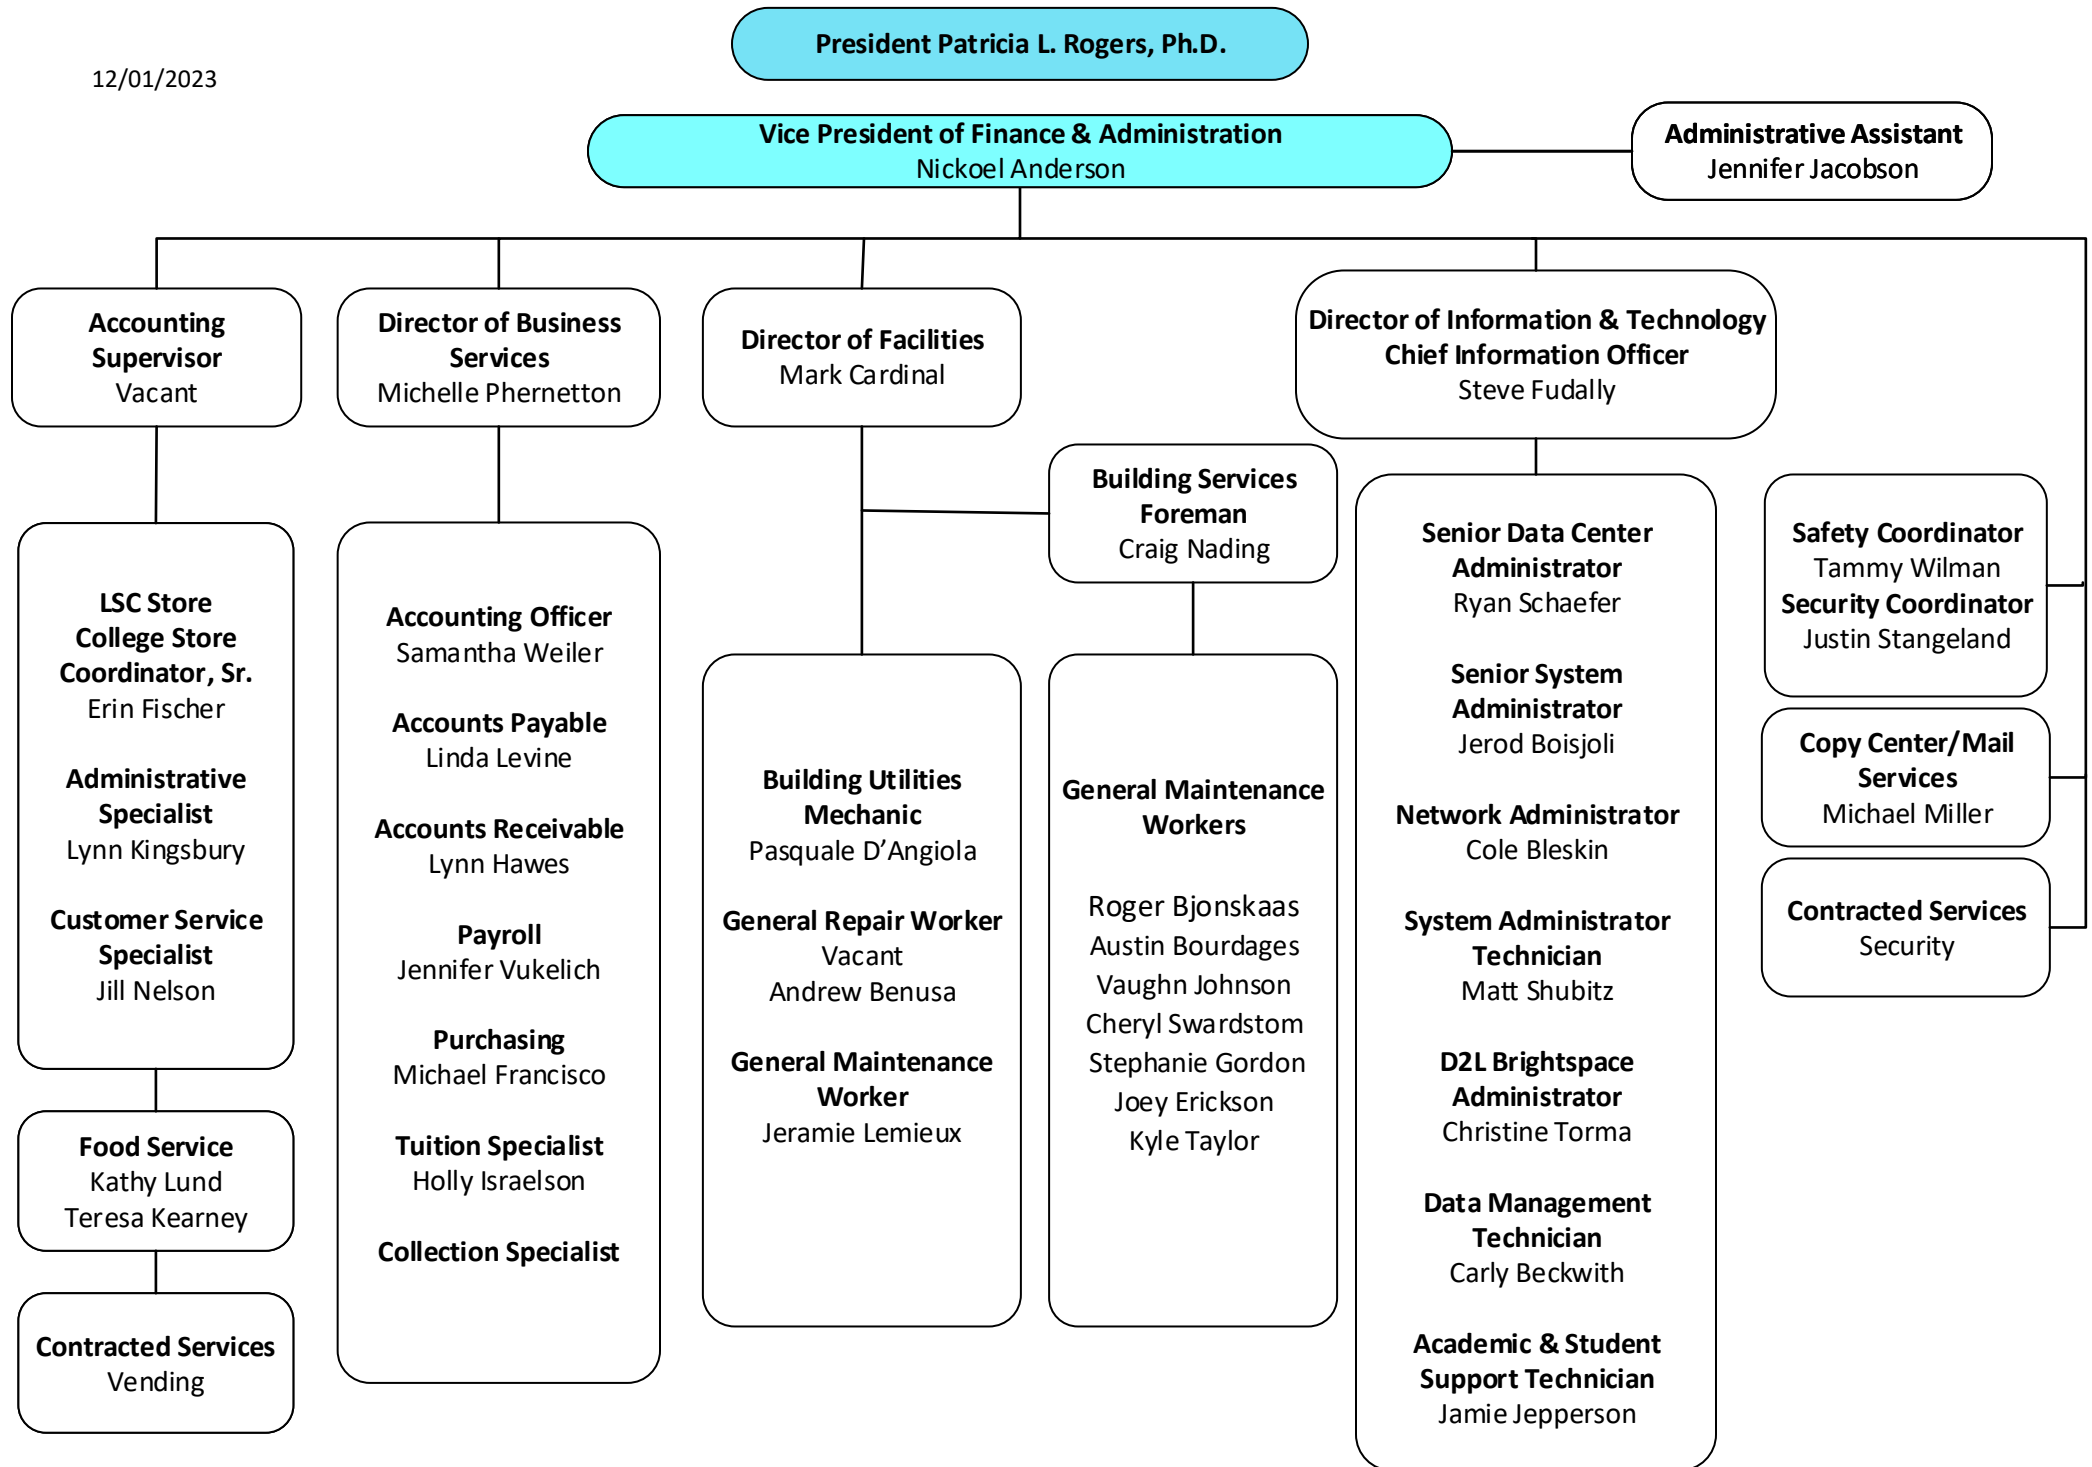 President Patricia L. Rogers, Ph.D.
12/01/2023
Vice President of Finance & Administration
Nickoel Anderson
Administrative Assistant
Jennifer Jacobson
Accounting
Supervisor
Vacant
Director of Business
Services
Michelle Phernetton
Director of Facilities
Mark Cardinal
Director of Information & Technology
Chief Information Officer
Steve Fudally
LSC Store
College Store
Coordinator, Sr.
Erin Fischer
Administrative
Specialist
Lynn Kingsbury
Customer Service
Specialist
Jill Nelson
Food Service
Kathy Lund
Teresa Kearney
Contracted Services
Vending
Accounting Officer
Samantha Weiler
Accounts Payable
Linda Levine
Accounts Receivable
Lynn Hawes
Payroll
Jennifer Vukelich
Purchasing
Michael Francisco
Tuition Specialist
Holly Israelson
Collection Specialist
Building Utilities
Mechanic
Pasquale D’Angiola
General Repair Worker
Vacant
Andrew Benusa
General Maintenance
Worker
Jeramie Lemieux
Building Services
Foreman
Craig Nading
General Maintenance
Workers
Roger Bjonskaas
Austin Bourdages
Vaughn Johnson
Cheryl Swardstom
Stephanie Gordon
Joey Erickson
Kyle Taylor
Senior Data Center
Administrator
Ryan Schaefer
Senior System
Administrator
Jerod Boisjoli
Network Administrator
Cole Bleskin
System Administrator
Technician
Matt Shubitz
D2L Brightspace
Administrator
Christine Torma
Data Management
Technician
Carly Beckwith
Academic & Student
Support Technician
Jamie Jepperson
Safety Coordinator
Tammy Wilman
Security Coordinator
Justin Stangeland
Copy Center/Mail
Services
Michael Miller
Contracted Services
Security